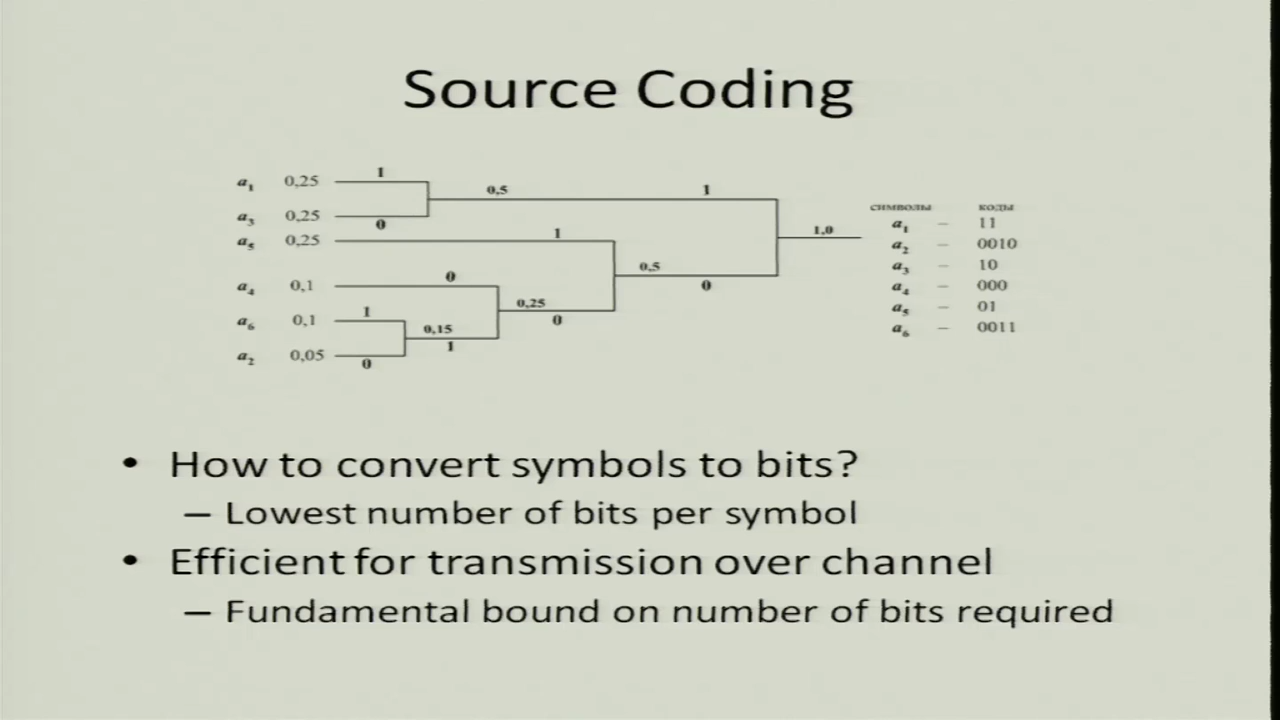 Source Coding
a1 0,25 1 0,5 1
a3 0,25 0
a5 0,25 1 1,0
a4 0,1 0 0,5 0
a6 0,1 1 0,25 0
0,15 1
a2 0,05 0
символы коды
a1 – 11
a2 – 0010
a3 – 10
a4 – 000
a5 – 01
a6 – 0011
• How to convert symbols to bits?
– Lowest number of bits per symbol
• Efficient for transmission over channel
– Fundamental bound on number of bits required